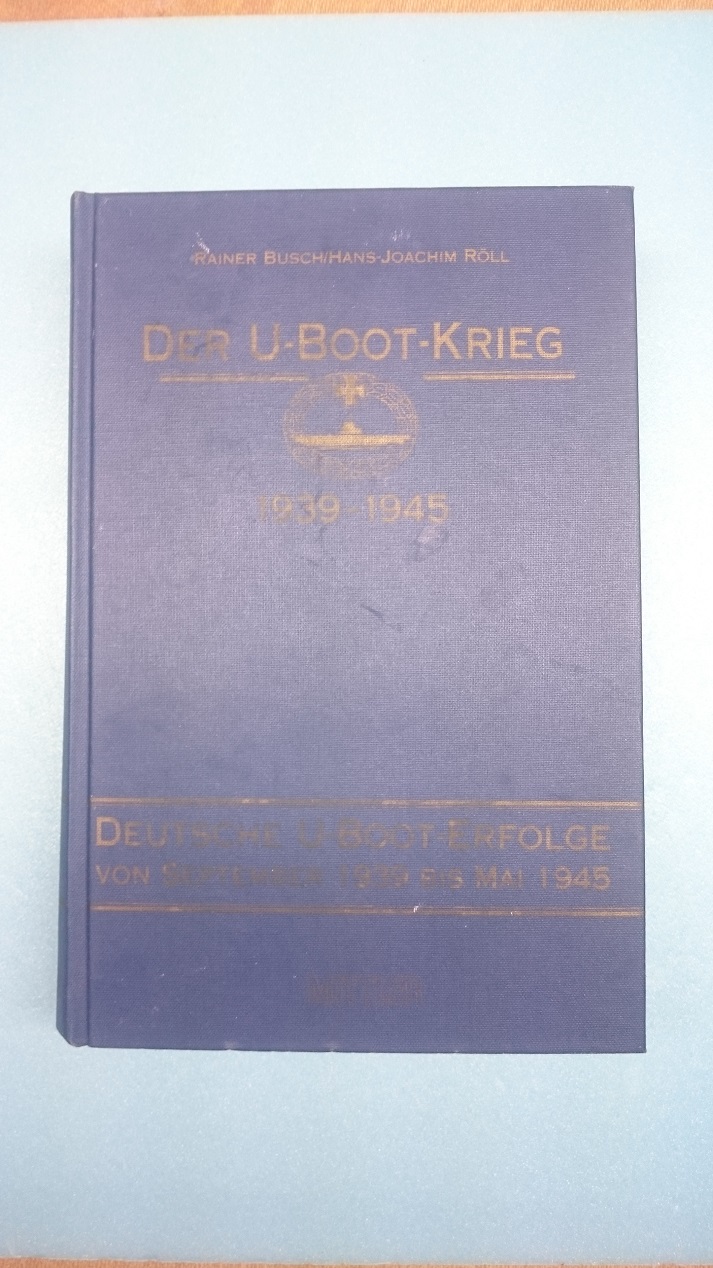 RAINER BUSCH/HANS-JOACHIM RÖLL
DER U-BOOT-KRIEG
1939-1945
DEUTSCHE U-BOOT-ERFOLGE
VON SEPTEMBER 1939 BIS MAI 1945